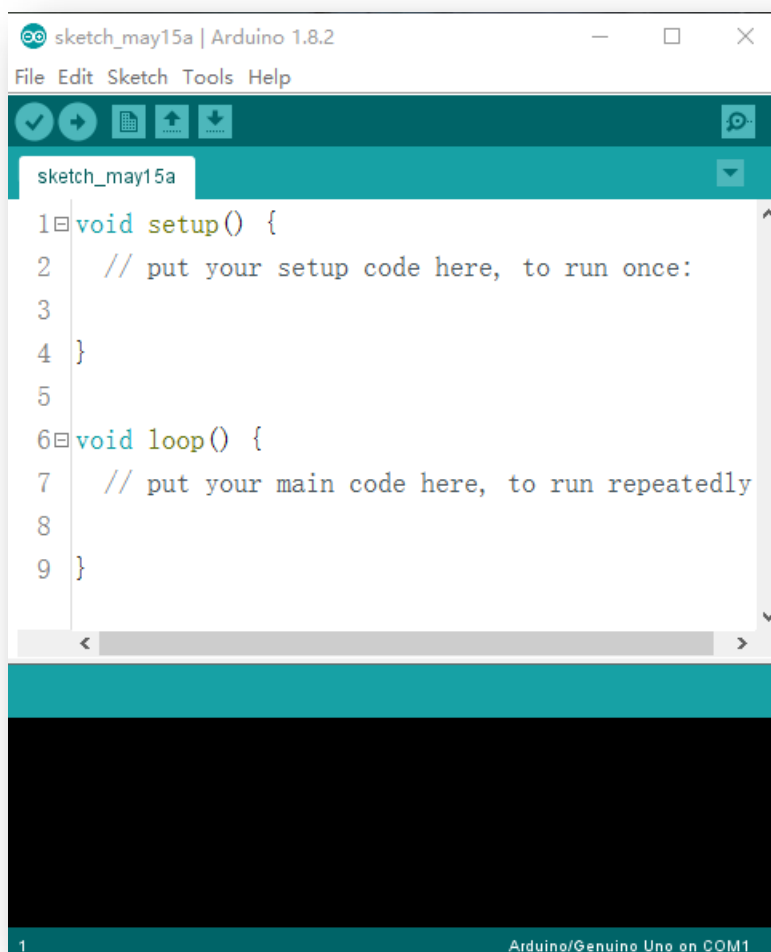 sketch_may15a | Arduino 1.8.2
File Edit Sketch Tools Help
sketch_may15a
1 void setup() {
2 // put your setup code here, to run once:
3
4 }
5
6 void loop() {
7 // put your main code here, to run repeatedly
8
9 }
1 Arduino/Genuino Uno on COM1